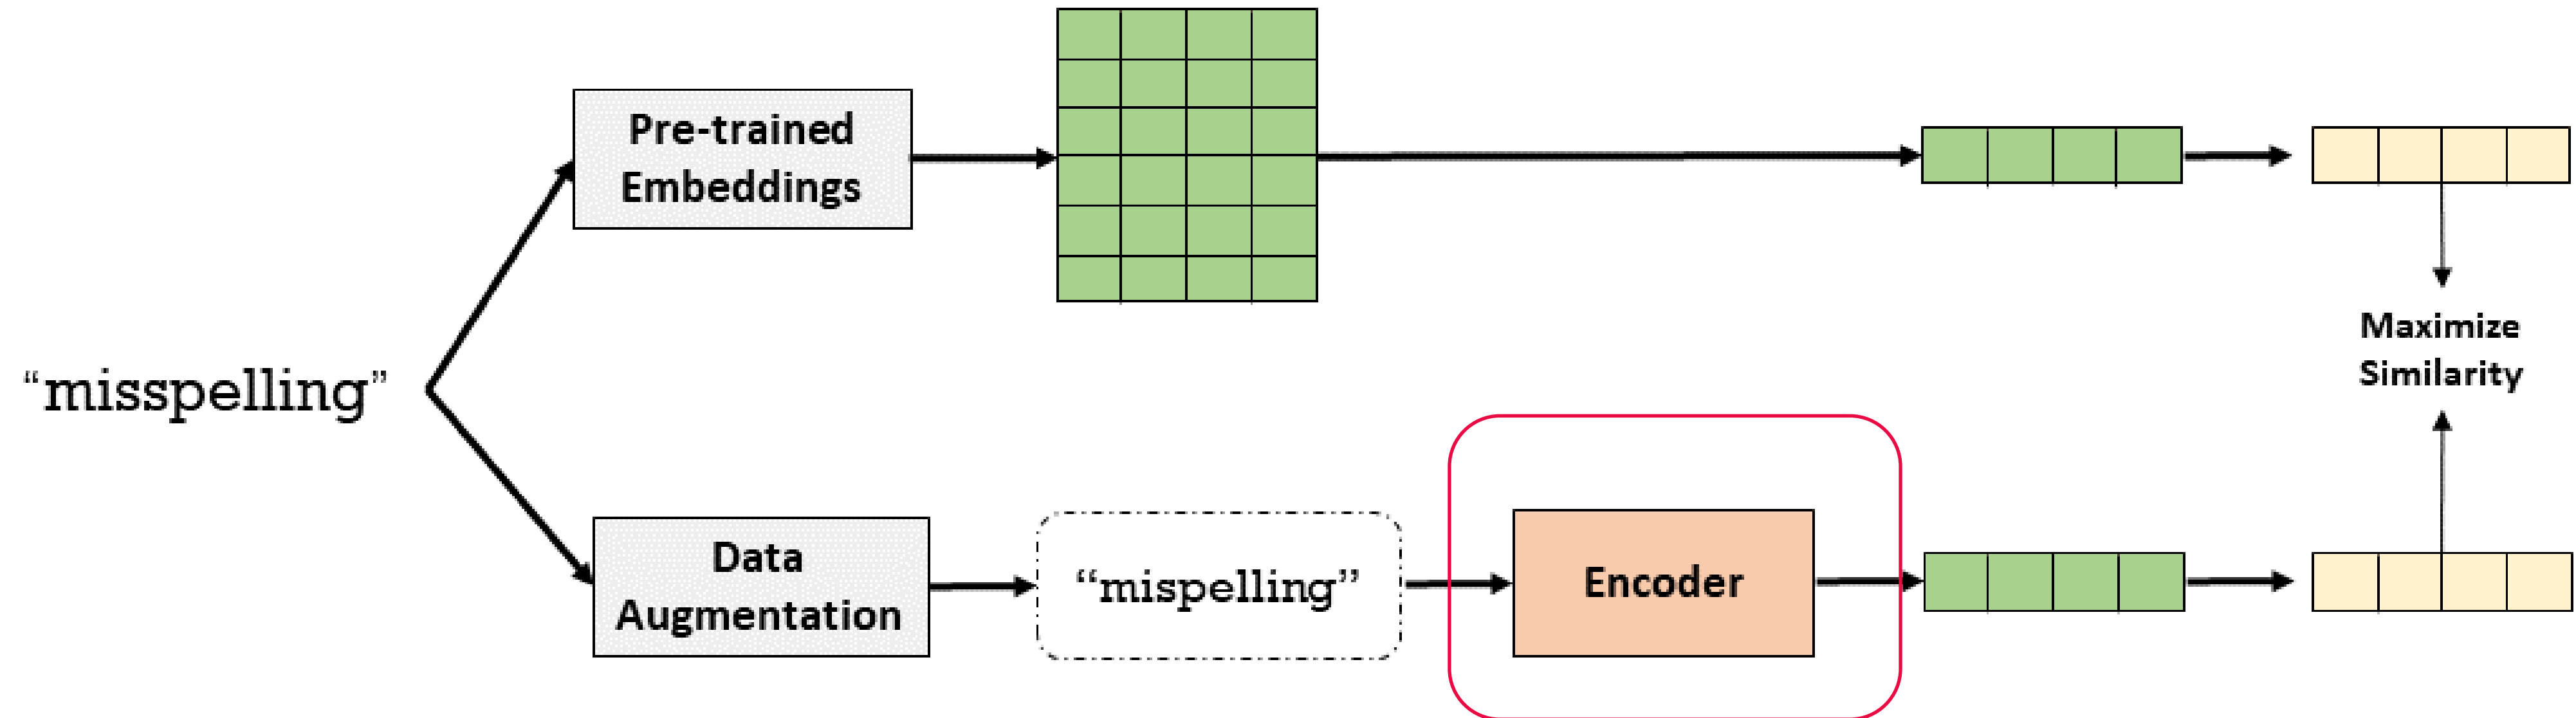 Pre-trained
Embeddings
“misspelling”
Maximize
Similarity
Data
Augmentation
“mispelling”
Encoder